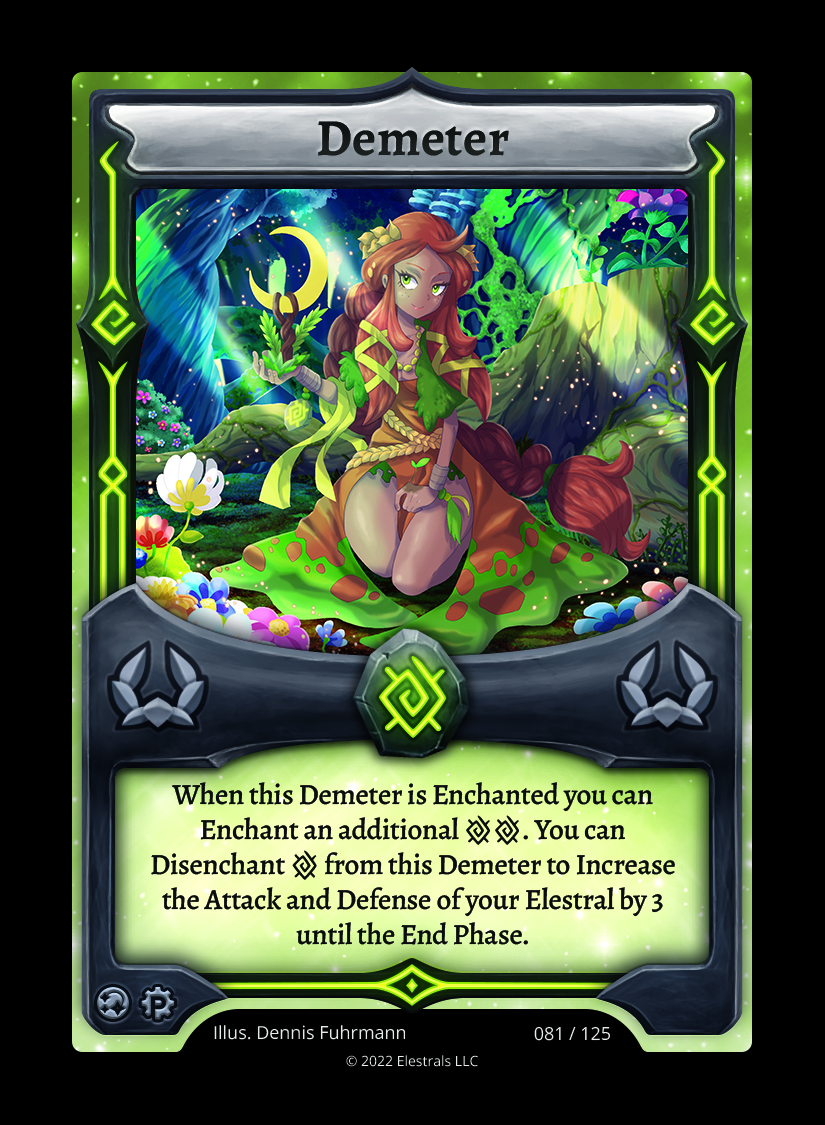 Demeter
When this Demeter is Enchanted you can
Enchant an additional . You can
Disenchant from this Demeter to Increase
the Attack and Defense of your Elestral by 3
until the End Phase.
P
Illus. Dennis Fuhrmann
081 / 125
© 2022 Elestrals LLC